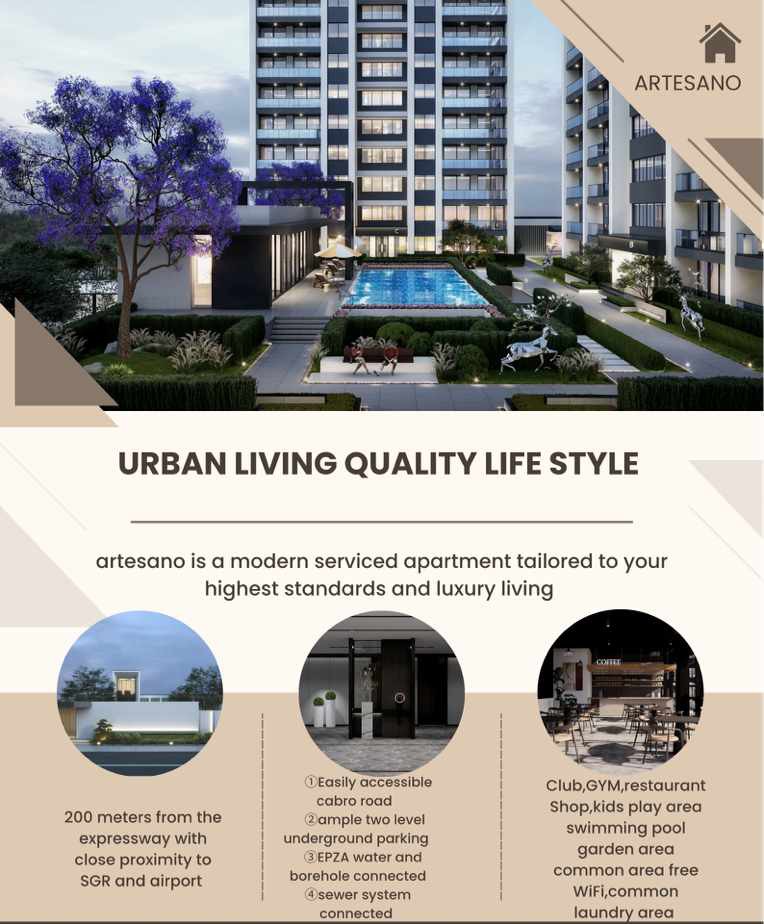 ARTESANO
URBAN LIVING QUALITY LIFE STYLE
artesano is a modern serviced apartment tailored to your
highest standards and luxury living
COFFEE
200 meters from the
expressway with
close proximity to
SGR and airport
①Easily accessible
cabro road
②ample two level
underground parking
③EPZA water and
borehole connected
④sewer system
connected
Club,GYM,restaurant
Shop,kids play area
swimming pool
garden area
common area free
WiFi,common
laundry area